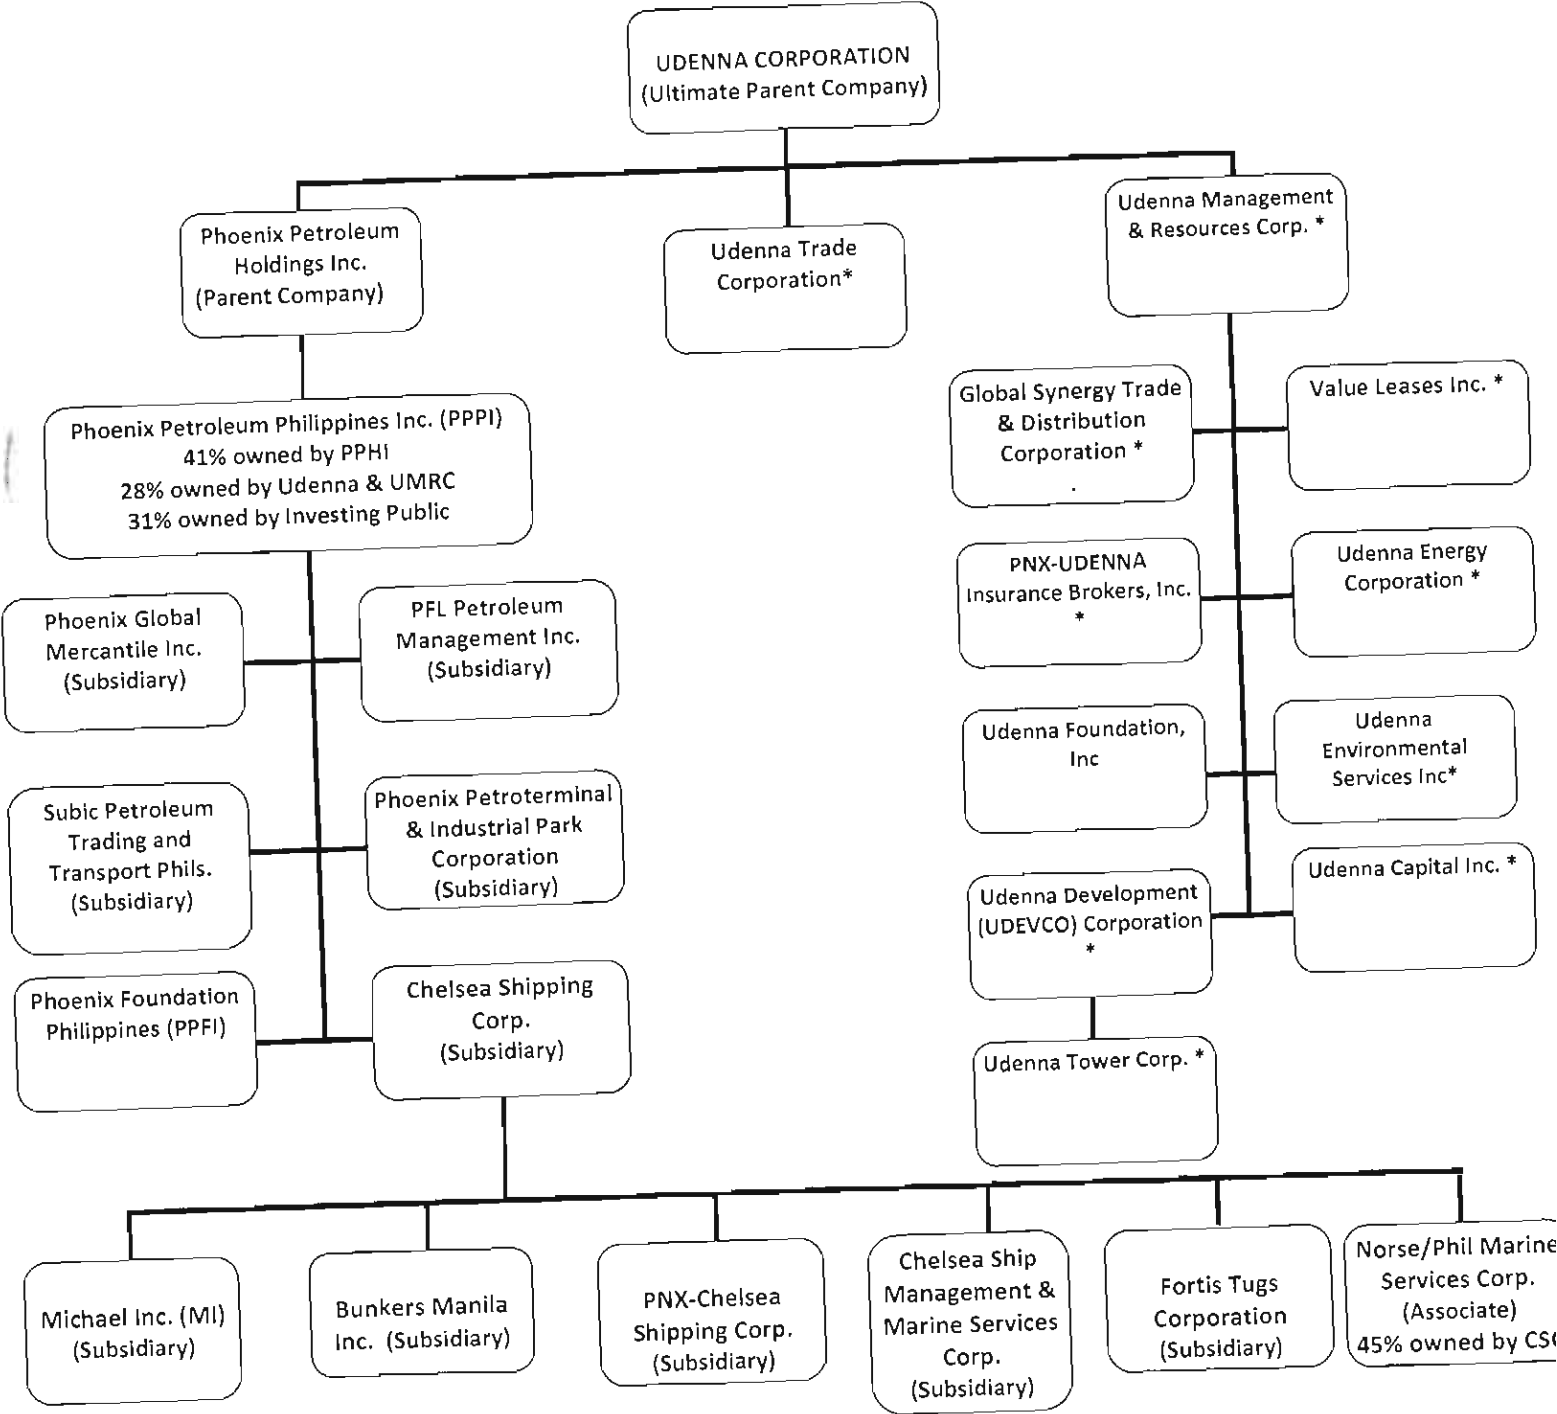 UDENNA CORPORATION
(Ultimate Parent Company)
Phoenix Petroleum
Holdings Inc.
(Parent Company)
Udenna Trade
Corporation*
Udenna Management
& Resources Corp. *
Phoenix Petroleum Philippines Inc. (PPPI)
41% owned by PPHI
28% owned by Udenna & UMRC
31% owned by Investing Public
Global Synergy Trade
& Distribution
Corporation *
.
Value Leases Inc. *
PNX-UDENNA
Insurance Brokers, Inc.
*
Udenna Energy
Corporation *
Phoenix Global
Mercantile Inc.
(Subsidiary)
PFL Petroleum
Management Inc.
(Subsidiary)
Udenna Foundation,
Inc
Udenna
Environmental
Services Inc*
Subic Petroleum
Trading and
Transport Phils.
(Subsidiary)
Phoenix Petroterminal
& Industrial Park
Corporation
(Subsidiary)
Udenna Development
(UDEVCO) Corporation
*
Udenna Capital Inc. *
Phoenix Foundation
Philippines (PPFI)
Chelsea Shipping
Corp.
(Subsidiary)
Udenna Tower Corp. *
Michael Inc. (MI)
(Subsidiary)
Bunkers Manila
Inc. (Subsidiary)
PNX-Chelsea
Shipping Corp.
(Subsidiary)
Chelsea Ship
Management &
Marine Services
Corp.
(Subsidiary)
Fortis Tugs
Corporation
(Subsidiary)
Norse/Phil Marine
Services Corp.
(Associate)
45% owned by CSC